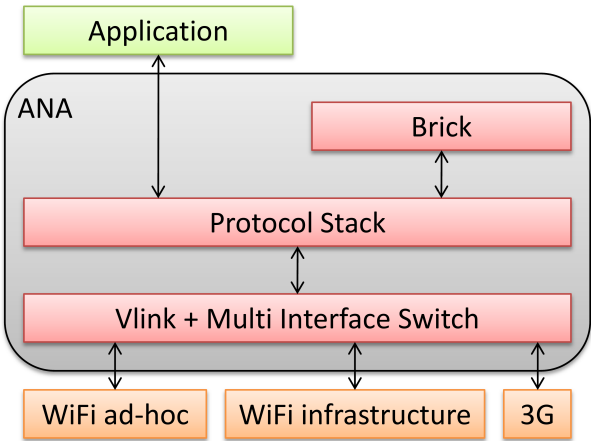 Application
ANA
Brick
Protocol Stack
Vlink + Multi Interface Switch
WiFi ad-hoc
WiFi infrastructure
3G